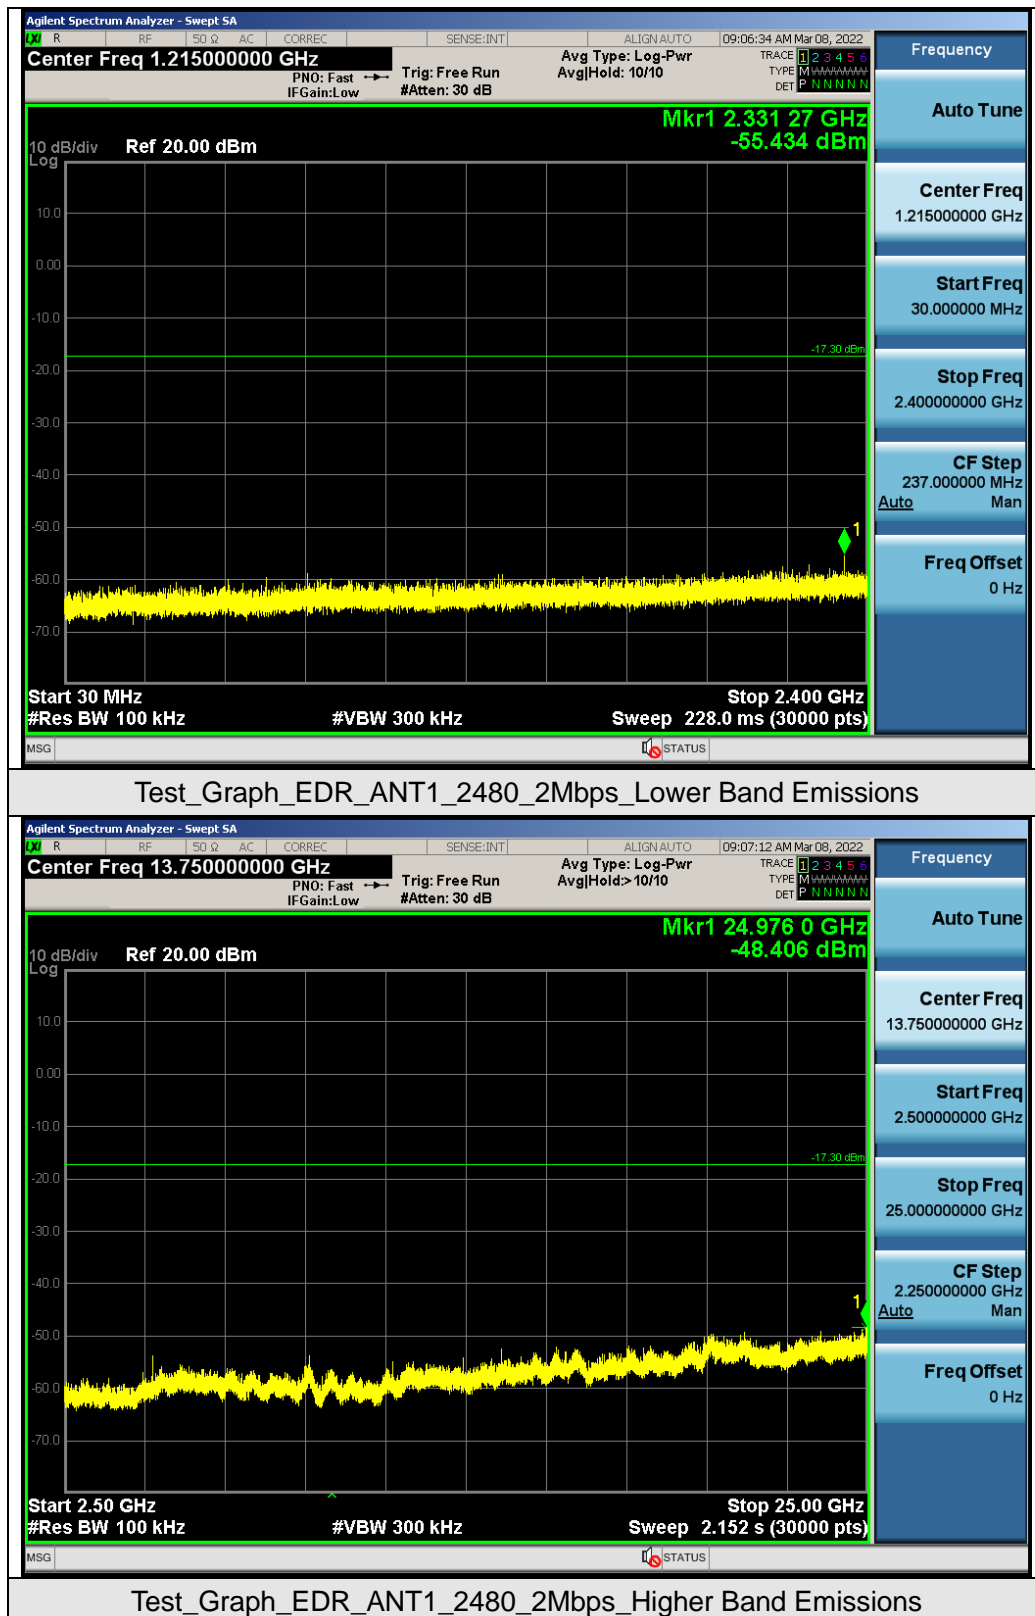 Agilent Spectrum Analyzer - Swept SA
LXI R RF 50 Ω AC CORREC SENSE:INT ALIGN AUTO 09:06:34 AM Mar 08, 2022
Center Freq 1.215000000 GHz
PNO: Fast
IFGain:Low
Trig: Free Run
#Atten: 30 dB
Avg Type: Log-Pwr
Avg|Hold: 10/10
TRACE 1 2 3 4 5 6
TYPE M WWWWW
DET P N N N N N
Mkr1 2.331 27 GHz
-55.434 dBm
10 dB/div Ref 20.00 dBm
Log
10.0
0.00
-10.0
-17.30 dBm
-20.0
-30.0
-40.0
-50.0
1
-60.0
-70.0
Start 30 MHz Stop 2.400 GHz
#Res BW 100 kHz #VBW 300 kHz Sweep 228.0 ms (30000 pts)
MSG STATUS
Frequency
Auto Tune
Center Freq
1.215000000 GHz
Start Freq
30.000000 MHz
Stop Freq
2.400000000 GHz
CF Step
237.000000 MHz
Auto Man
Freq Offset
0 Hz
Test_Graph_EDR_ANT1_2480_2Mbps_Lower Band Emissions
Agilent Spectrum Analyzer - Swept SA
LXI R RF 50 Ω AC CORREC SENSE:INT ALIGN AUTO 09:07:12 AM Mar 08, 2022
Center Freq 13.750000000 GHz
PNO: Fast
IFGain:Low
Trig: Free Run
#Atten: 30 dB
Avg Type: Log-Pwr
Avg|Hold:>10/10
TRACE 1 2 3 4 5 6
TYPE M WWWWW
DET P N N N N N
Mkr1 24.976 0 GHz
-48.406 dBm
10 dB/div Ref 20.00 dBm
Log
10.0
0.00
-10.0
-17.30 dBm
-20.0
-30.0
-40.0
1
-50.0
-60.0
-70.0
Start 2.50 GHz Stop 25.00 GHz
#Res BW 100 kHz #VBW 300 kHz Sweep 2.152 s (30000 pts)
MSG STATUS
Frequency
Auto Tune
Center Freq
13.750000000 GHz
Start Freq
2.500000000 GHz
Stop Freq
25.000000000 GHz
CF Step
2.250000000 GHz
Auto Man
Freq Offset
0 Hz
Test_Graph_EDR_ANT1_2480_2Mbps_Higher Band Emissions